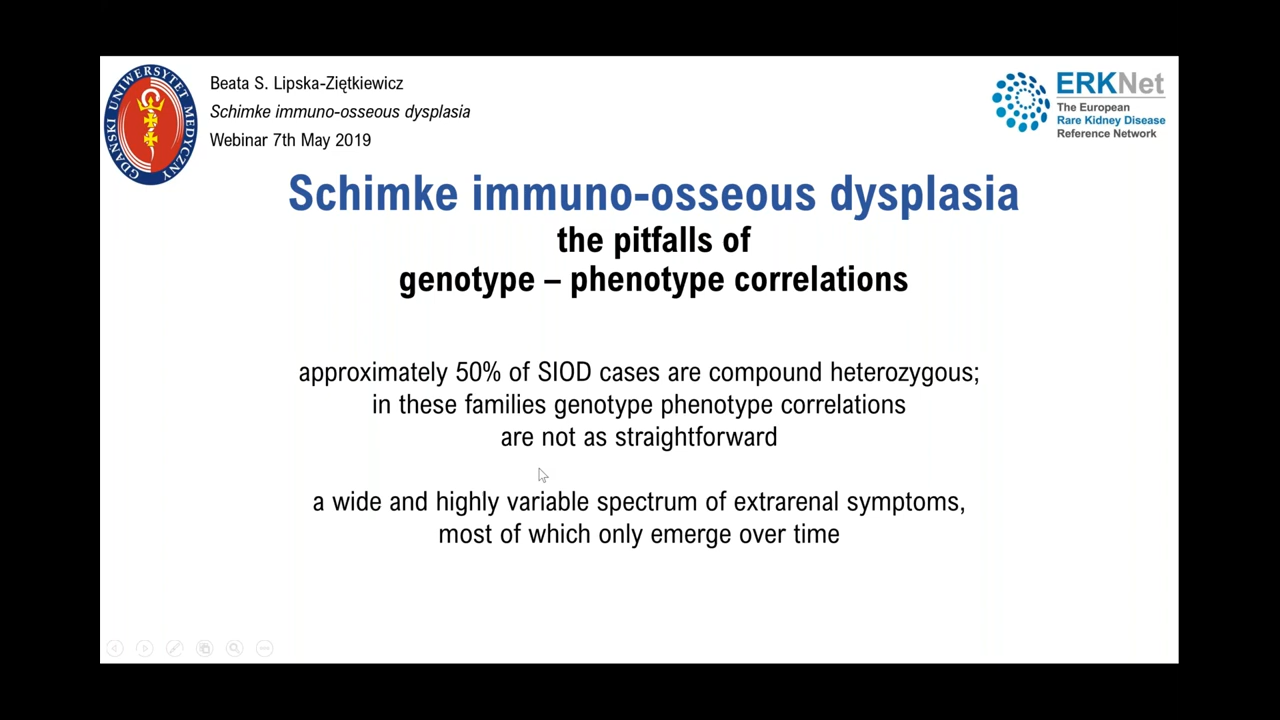 GDAŃSKI UNIWERSYTET MEDYCZNY
Beata S. Lipska-Ziętkiewicz
Schimke immuno-osseous dysplasia
Webinar 7th May 2019
ERKNet
The European
Rare Kidney Disease
Reference Network
Schimke immuno-osseous dysplasia
the pitfalls of
genotype – phenotype correlations
approximately 50% of SIOD cases are compound heterozygous;
in these families genotype phenotype correlations
are not as straightforward
a wide and highly variable spectrum of extrarenal symptoms,
most of which only emerge over time